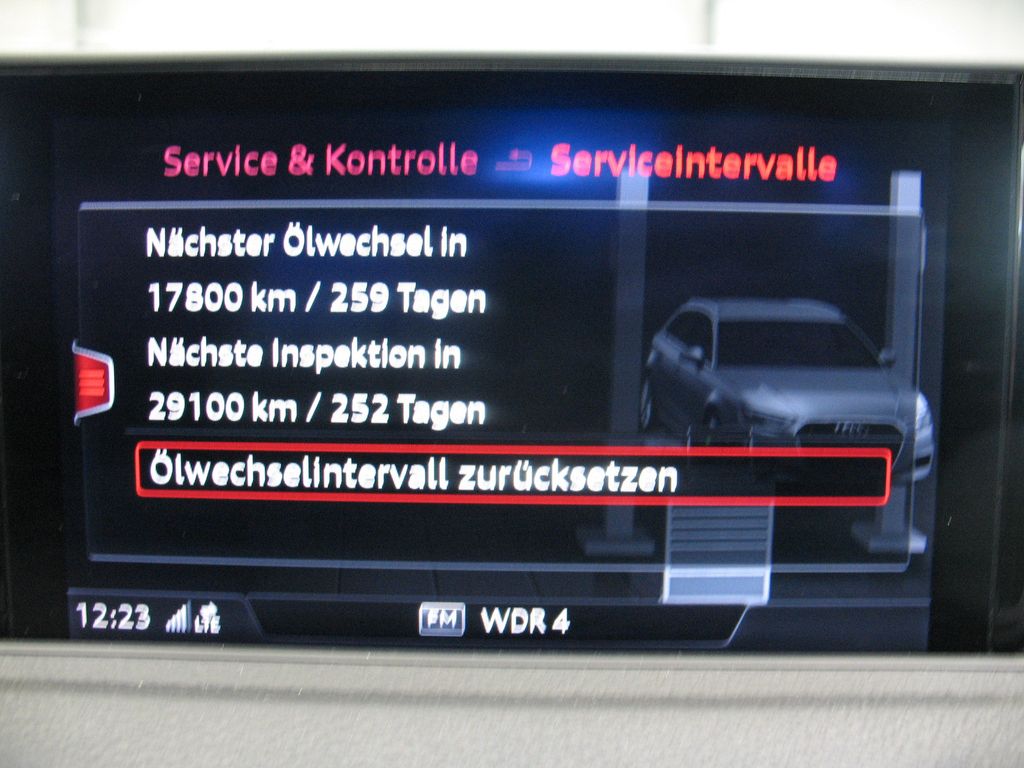 Service & Kontrolle Serviceintervalle
Nächster Ölwechsel in
17800 km / 259 Tagen
Nächste Inspektion in
29100 km / 252 Tagen
Ölwechselintervall zurücksetzen
12:23 LTE FM WDR 4